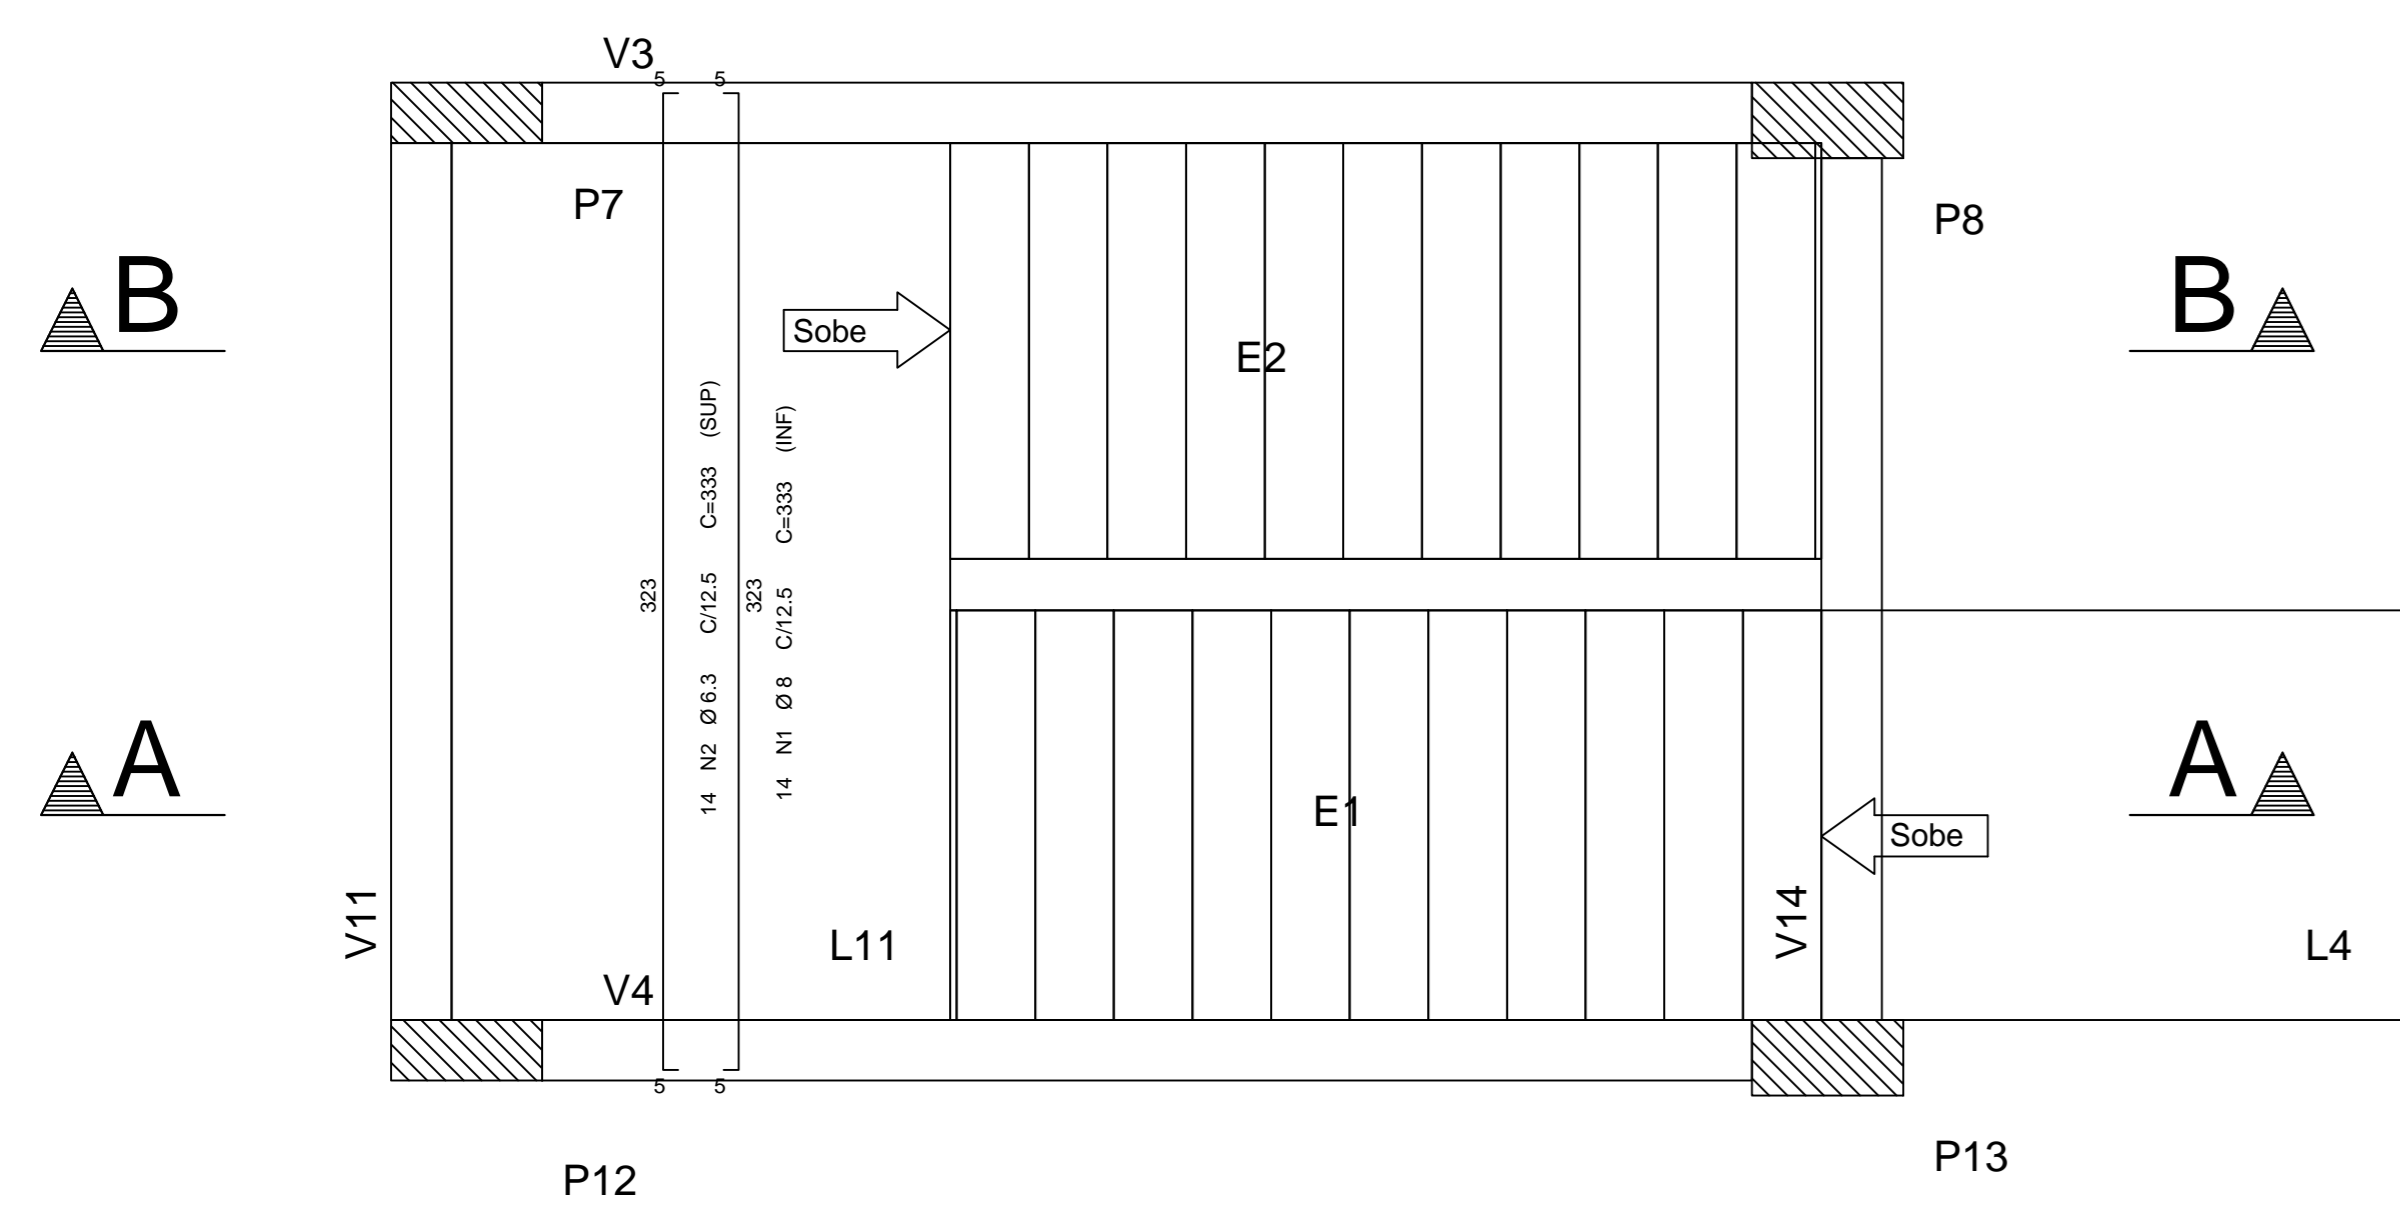 V3
5 5
P7
P8
B
B
Sobe
E2
14 N2 Ø 6.3 C/12.5 C=333 (SUP)
14 N1 Ø 8 C/12.5 C=333 (INF)
323
323
A
A
E1
Sobe
V11
V14
L11
L4
V4
5 5
P12
P13